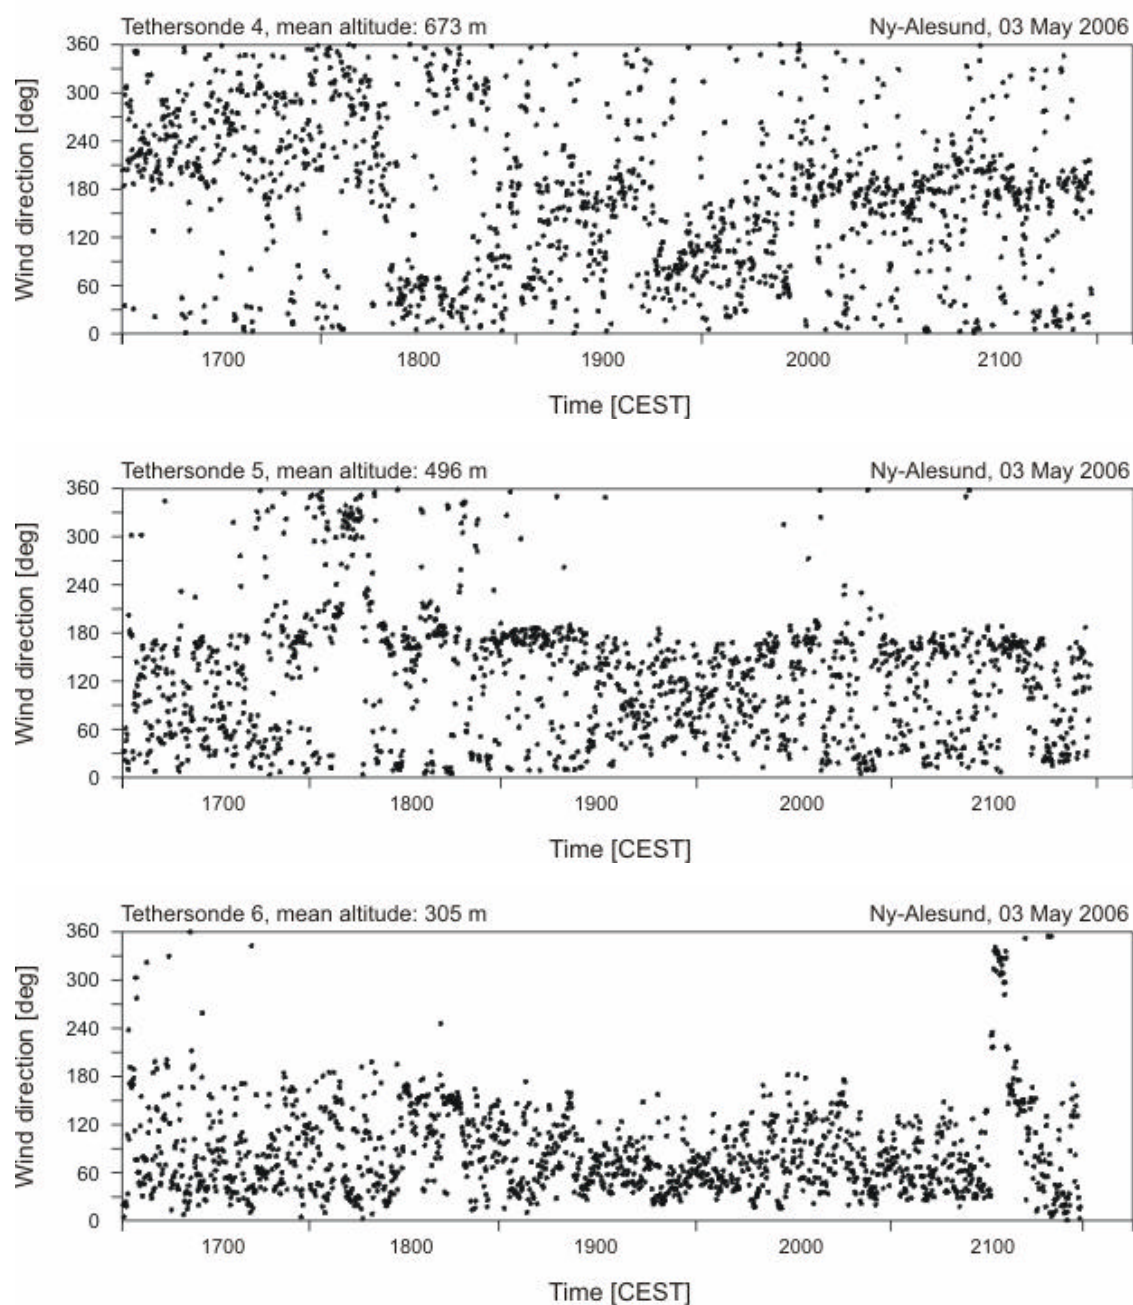 Tethersonde 4, mean altitude: 673 m Ny-Alesund, 03 May 2006
360
300
240
180
120
60
0
Wind direction [deg]
1700 1800 1900 2000 2100
Time [CEST]
Tethersonde 5, mean altitude: 496 m Ny-Alesund, 03 May 2006
360
300
240
180
120
60
0
Wind direction [deg]
1700 1800 1900 2000 2100
Time [CEST]
Tethersonde 6, mean altitude: 305 m Ny-Alesund, 03 May 2006
360
300
240
180
120
60
0
Wind direction [deg]
1700 1800 1900 2000 2100
Time [CEST]